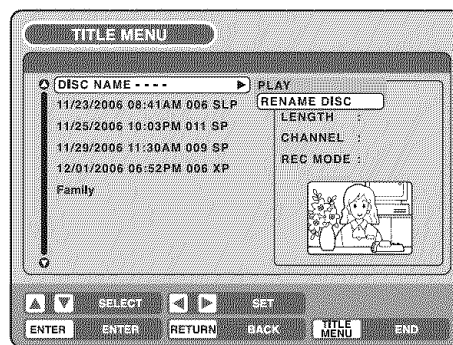 TITLE MENU
DISC NAME - - - -
11/23/2006 08:41AM 006 SLP
11/25/2006 10:03PM 011 SP
11/29/2006 11:30AM 009 SP
12/01/2006 06:52PM 006 XP
Family
PLAY
RENAME DISC
LENGTH :
CHANNEL :
REC MODE :
SELECT SET
ENTER ENTER RETURN BACK TITLE MENU END